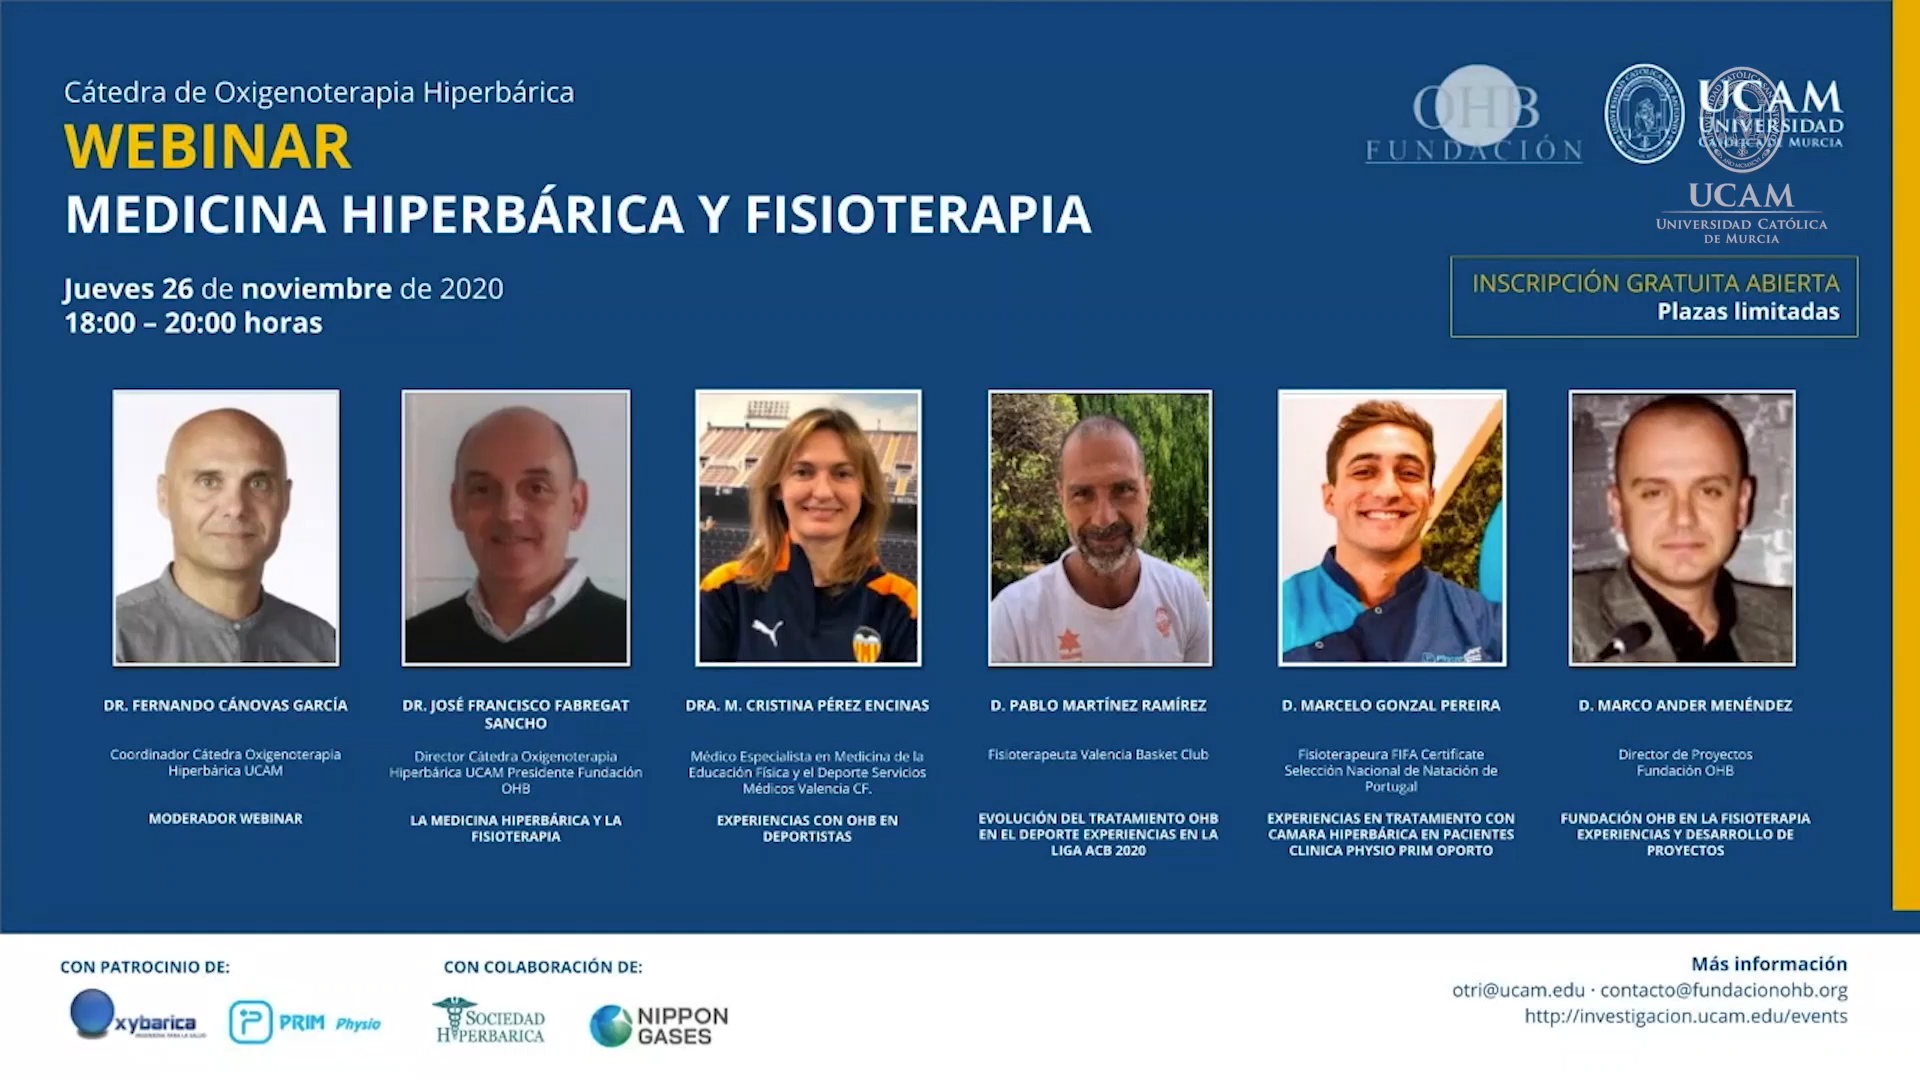 Cátedra de Oxigenoterapia Hiperbárica
WEBINAR
MEDICINA HIPERBÁRICA Y FISIOTERAPIA
Jueves 26 de noviembre de 2020
18:00 – 20:00 horas
OHB
FUNDACIÓN
UCAM
UNIVERSIDAD
CATÓLICA DE MURCIA
UCAM
UNIVERSIDAD CATÓLICA
DE MURCIA
INSCRIPCIÓN GRATUITA ABIERTA
Plazas limitadas
DR. FERNANDO CÁNOVAS GARCÍA
Coordinador Cátedra Oxigenoterapia
Hiperbárica UCAM
MODERADOR WEBINAR
DR. JOSÉ FRANCISCO FABREGAT
SANCHO
Director Cátedra Oxigenoterapia
Hiperbárica UCAM Presidente Fundación
OHB
LA MEDICINA HIPERBÁRICA Y LA
FISIOTERAPIA
DRA. M. CRISTINA PÉREZ ENCINAS
Médico Especialista en Medicina de la
Educación Física y el Deporte Servicios
Médicos Valencia CF.
EXPERIENCIAS CON OHB EN
DEPORTISTAS
D. PABLO MARTÍNEZ RAMÍREZ
Fisioterapeuta Valencia Basket Club
EVOLUCIÓN DEL TRATAMIENTO OHB
EN EL DEPORTE EXPERIENCIAS EN LA
LIGA ACB 2020
D. MARCELO GONZAL PEREIRA
Fisioterapeura FIFA Certificate
Selección Nacional de Natación de
Portugal
EXPERIENCIAS EN TRATAMIENTO CON
CAMARA HIPERBÁRICA EN PACIENTES
CLINICA PHYSIO PRIM OPORTO
D. MARCO ANDER MENÉNDEZ
Director de Proyectos
Fundación OHB
FUNDACIÓN OHB EN LA FISIOTERAPIA
EXPERIENCIAS Y DESARROLLO DE
PROYECTOS
CON PATROCINIO DE:
Oxybarica
PRIM Physio
CON COLABORACIÓN DE:
SOCIEDAD
HIPERBARICA
NIPPON
GASES
Más información
otri@ucam.edu · contacto@fundacionohb.org
http://investigacion.ucam.edu/events